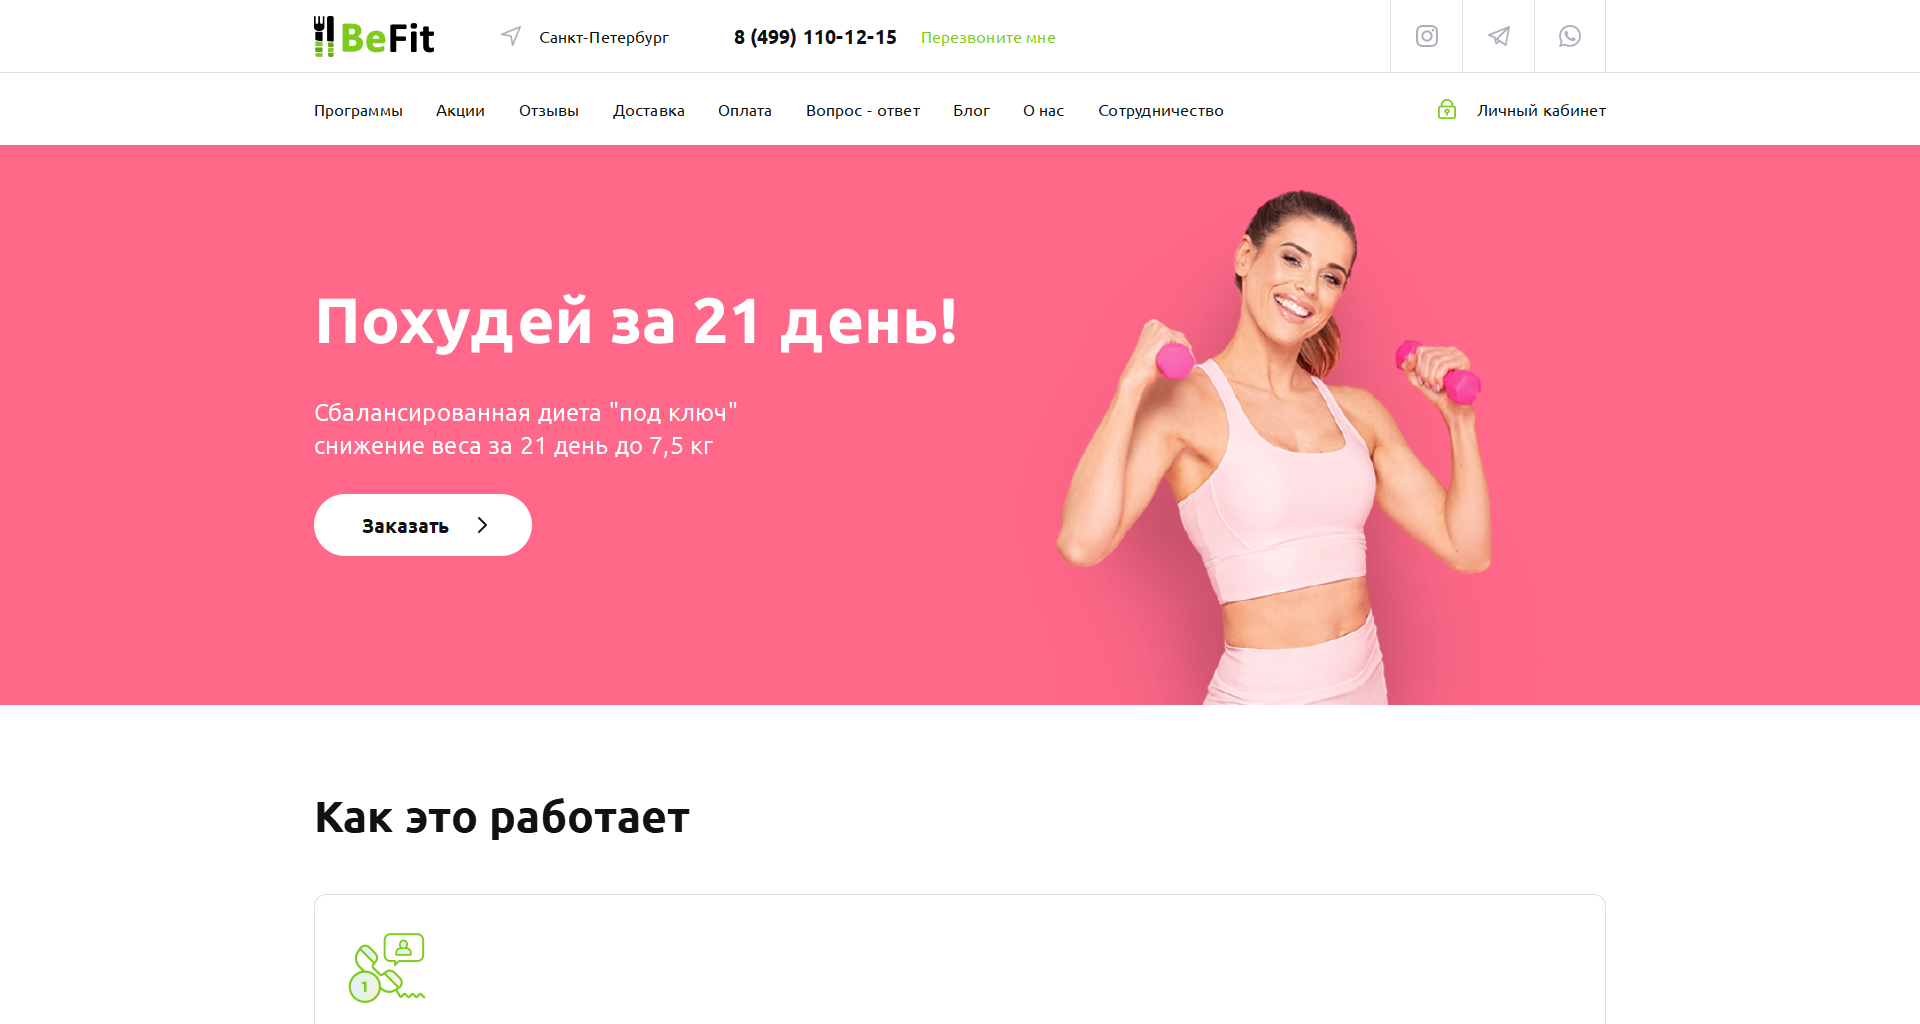 BeFit
Санкт-Петербург
8 (499) 110-12-15
Перезвоните мне
Программы
Акции
Отзывы
Доставка
Оплата
Вопрос - ответ
Блог
О нас
Сотрудничество
Личный кабинет
Похудей за 21 день!
Сбалансированная диета "под ключ"
снижение веса за 21 день до 7,5 кг
Заказать
Как это работает
1